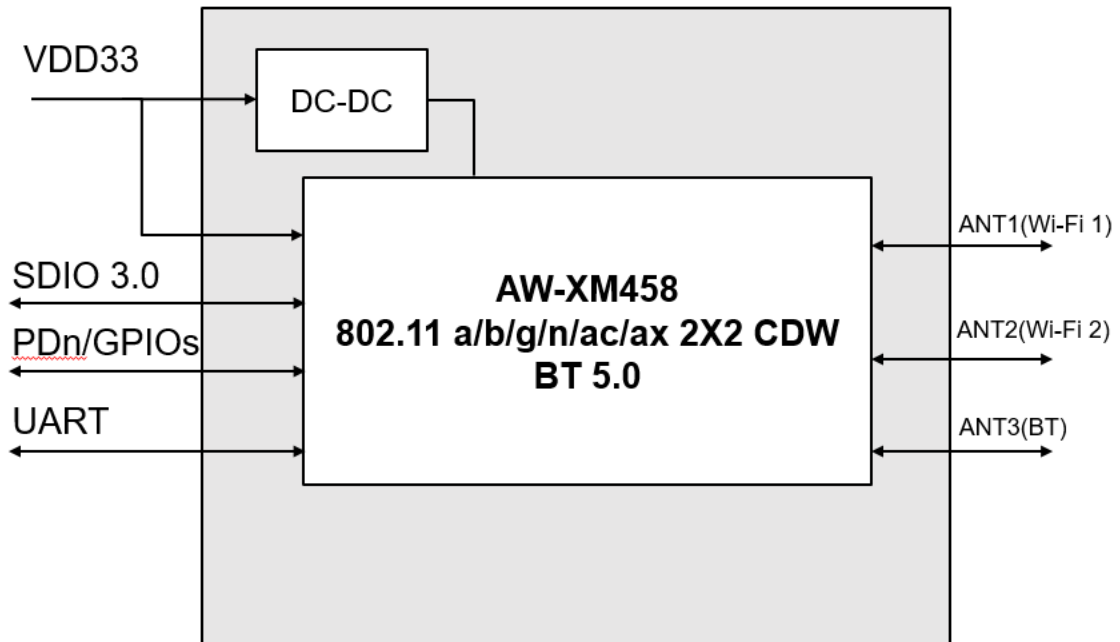 VDD33
DC-DC
SDIO 3.0
PDn/GPIOs
UART
AW-XM458
802.11 a/b/g/n/ac/ax 2X2 CDW
BT 5.0
ANT1(Wi-Fi 1)
ANT2(Wi-Fi 2)
ANT3(BT)